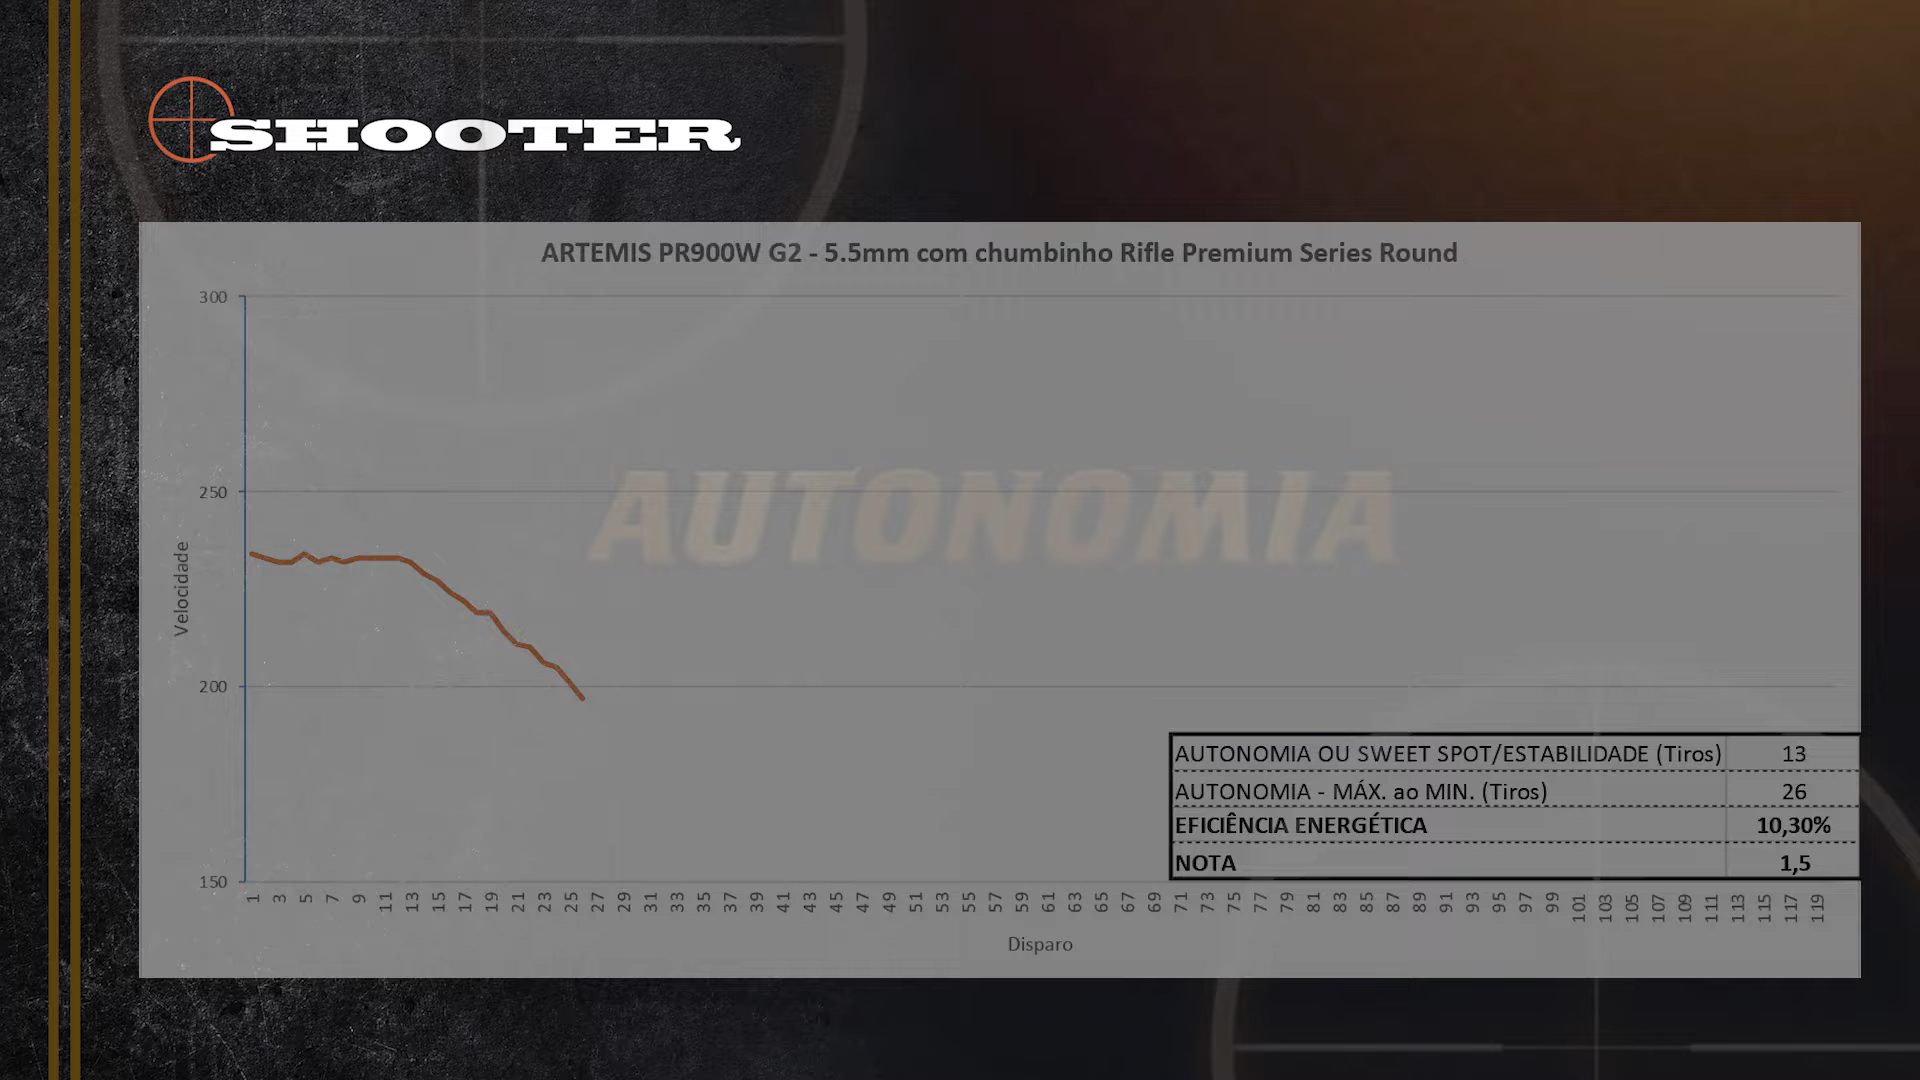 SHOOTER
ARTEMIS PR900W G2 - 5.5mm com chumbinho Rifle Premium Series Round
300
250
200
150
Velocidade
AUTONOMIA
AUTONOMIA OU SWEET SPOT/ESTABILIDADE (Tiros) 13
AUTONOMIA - MÁX. ao MIN. (Tiros) 26
EFICIÊNCIA ENERGÉTICA 10,30%
NOTA 1,5
1 3 5 7 9 11 13 15 17 19 21 23 25 27 29 31 33 35 37 39 41 43 45 47 49 51 53 55 57 59 61 63 65 67 69 71 73 75 77 79 81 83 85 87 89 91 93 95 97 99 101 103 105 107 109 111 113 115 117 119
Disparo